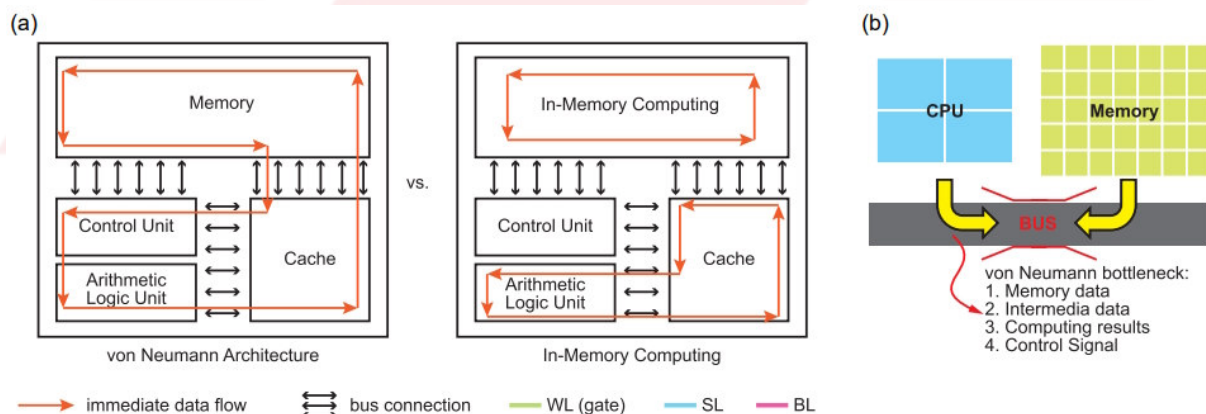 (a)
Memory
Control Unit
Arithmetic
Logic Unit
Cache
von Neumann Architecture
vs.
In-Memory Computing
Control Unit
Arithmetic
Logic Unit
Cache
In-Memory Computing
(b)
CPU
Memory
BUS
von Neumann bottleneck:
1. Memory data
2. Intermedia data
3. Computing results
4. Control Signal
immediate data flow
bus connection
WL (gate)
SL
BL